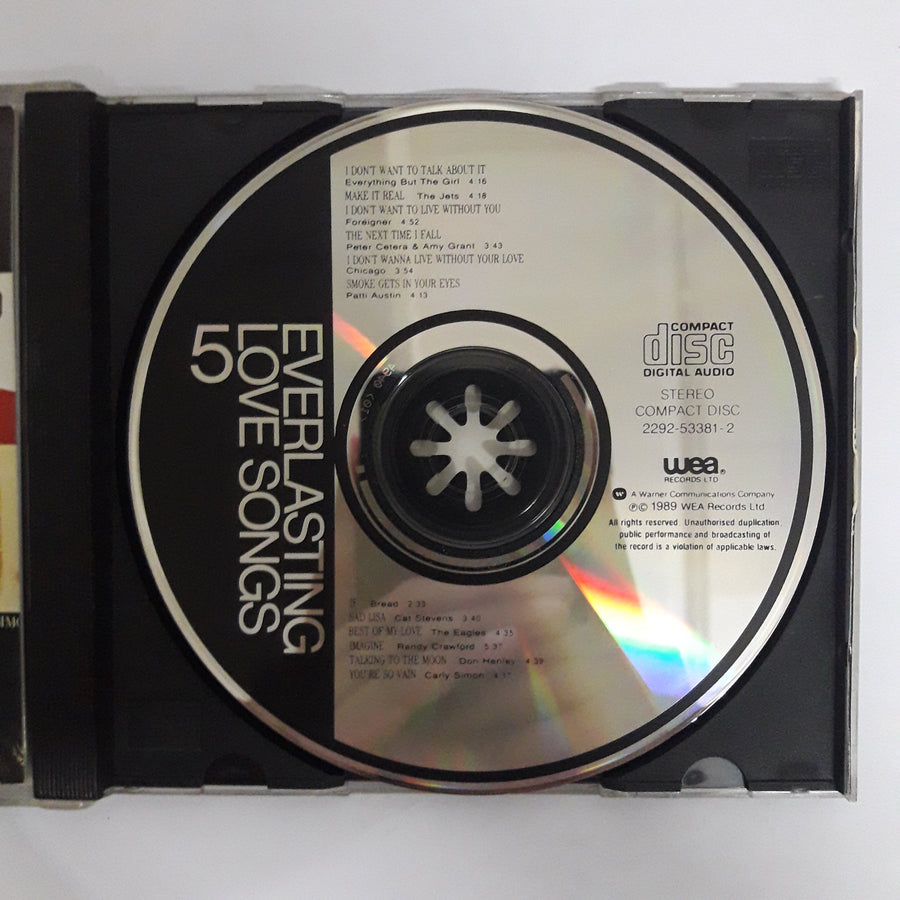 I DON'T WANT TO TALK ABOUT IT
Everything But The Girl 4:16
MAKE IT REAL The Jets 4:18
I DON'T WANT TO LIVE WITHOUT YOU
Foreigner 4:52
THE NEXT TIME I FALL
Peter Cetera & Amy Grant 3:43
I DON'T WANNA LIVE WITHOUT YOUR LOVE
Chicago 3:54
SMOKE GETS IN YOUR EYES
Patti Austin 4:13
EVERLASTING
LOVE SONGS
5
COMPACT
disc
DIGITAL AUDIO
STEREO
COMPACT DISC
2292-53381-2
wea
RECORDS LTD
A Warner Communications Company
℗© 1989 WEA Records Ltd.
All rights reserved. Unauthorised duplication,
public performance and broadcasting of
the record is a violation of applicable laws.
IF Bread 2:33
SAD LISA Cat Stevens 3:40
BEST OF MY LOVE The Eagles 4:35
IMAGINE Randy Crawford 5:37
TALKING TO THE MOON Don Henley 4:39
YOU'RE SO VAIN Carly Simon